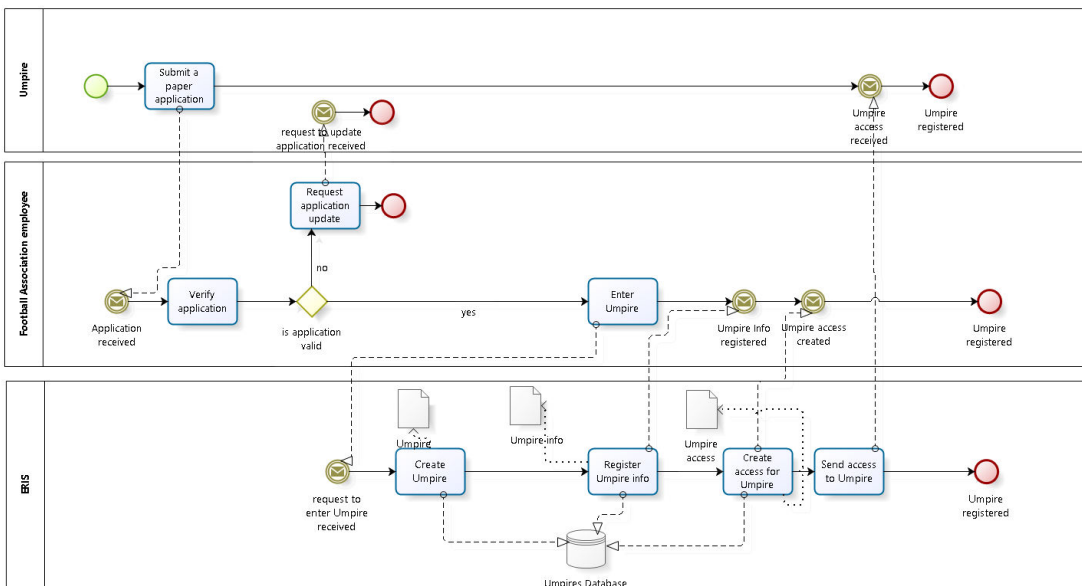 Umpire
Submit a
paper
application
request to update
application received
Umpire
access
received
Umpire
registered
Football Association employee
Request
application
update
no
Application
received
Verify
application
is application
valid
yes
Enter
Umpire
Umpire Info
registered
Umpire access
created
Umpire
registered
ERIS
Umpire
Umpire info
Umpire
access
request to
enter Umpire
received
Create
Umpire
Register
Umpire info
Create
access for
Umpire
Send access
to Umpire
Umpire
registered
Umpires Database